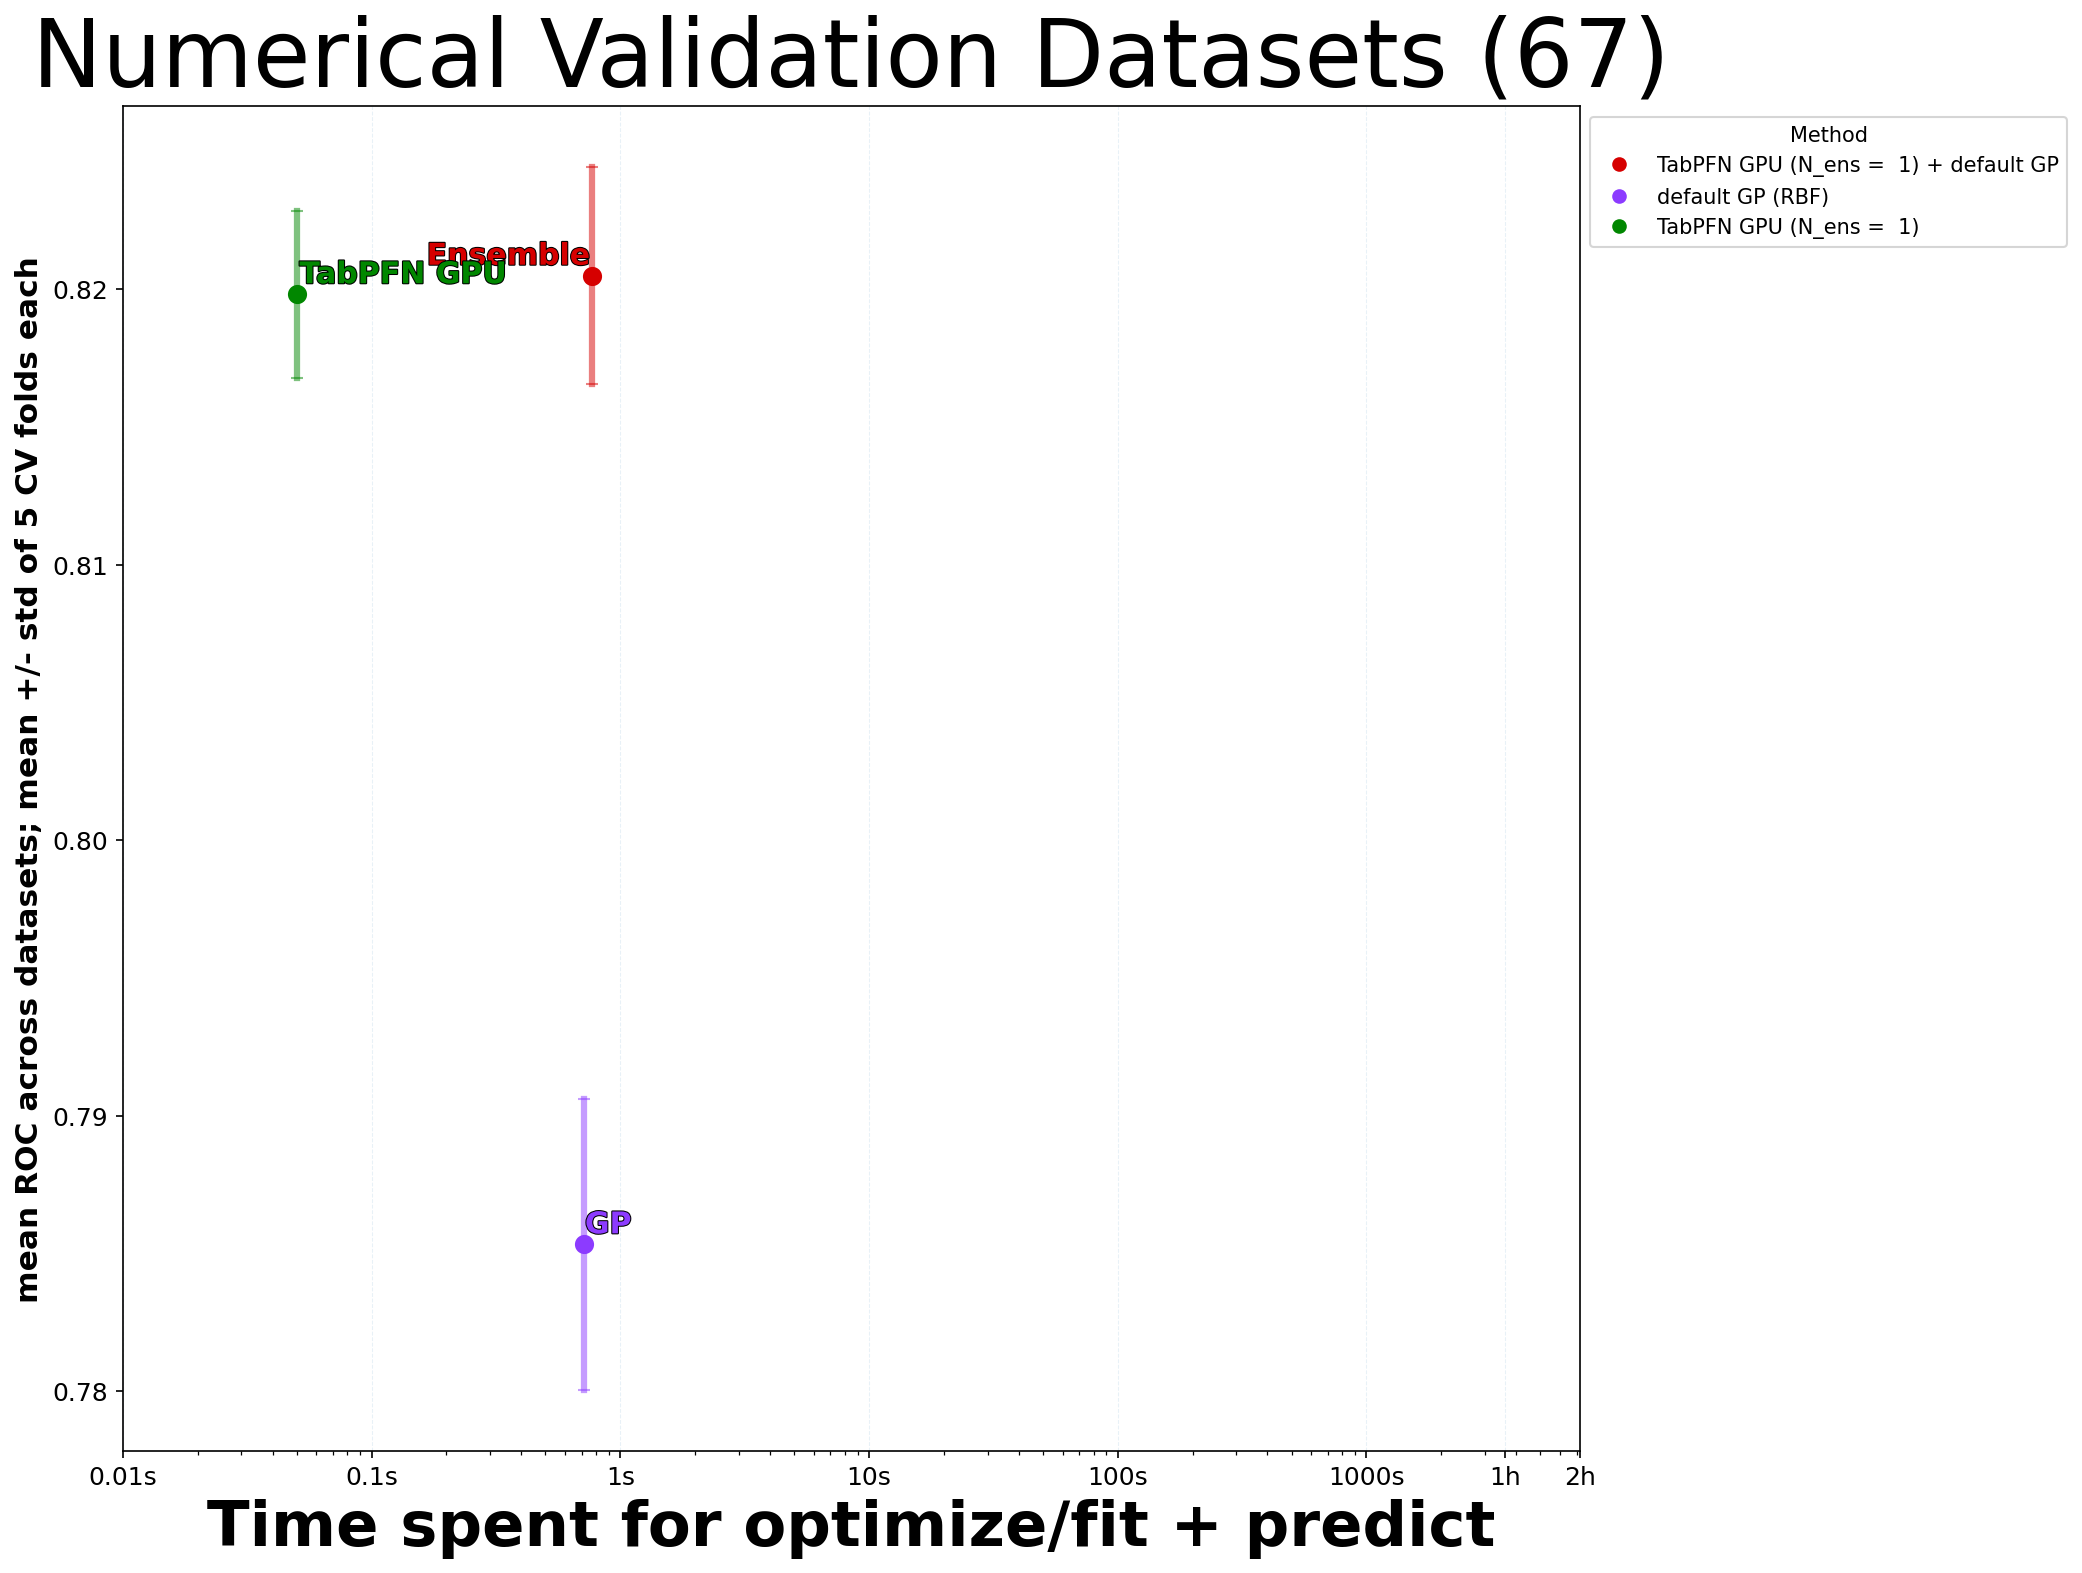 Numerical Validation Datasets (67)
Method
TabPFN GPU (N_ens =  1) + default GP
default GP (RBF)
TabPFN GPU (N_ens =  1)
mean ROC across datasets; mean +/- std of 5 CV folds each
0.82
0.81
0.80
0.79
0.78
Ensemble
TabPFN GPU
GP
0.01s 0.1s 1s 10s 100s 1000s 1h 2h
Time spent for optimize/fit + predict